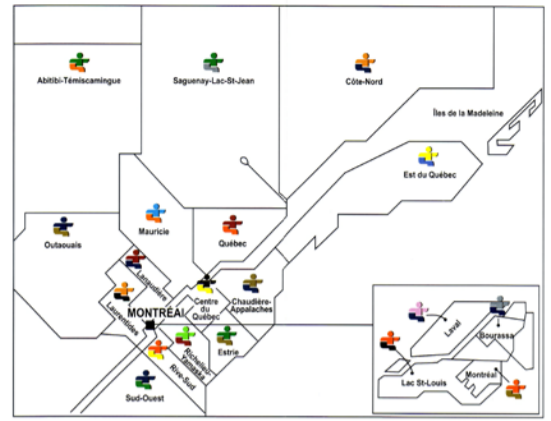 Abitibi-Témiscamingue
Saguenay-Lac-St-Jean
Côte-Nord
Îles de la Madeleine
Est du Québec
Outaouais
Mauricie
Québec
Lanaudière
Laurentides
MONTRÉAL
Centre
du
Québec
Chaudière-
Appalaches
Richelieu-
Yamaska
Estrie
Rive-Sud
Sud-Ouest
Laval
Bourassa
Lac St-Louis
Montréal